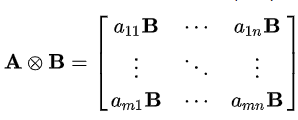 A ⊗ B = [ a₁₁B ⋯ a₁ₙB
⋮ ⋱ ⋮
aₘ₁B ⋯ aₘₙB ]